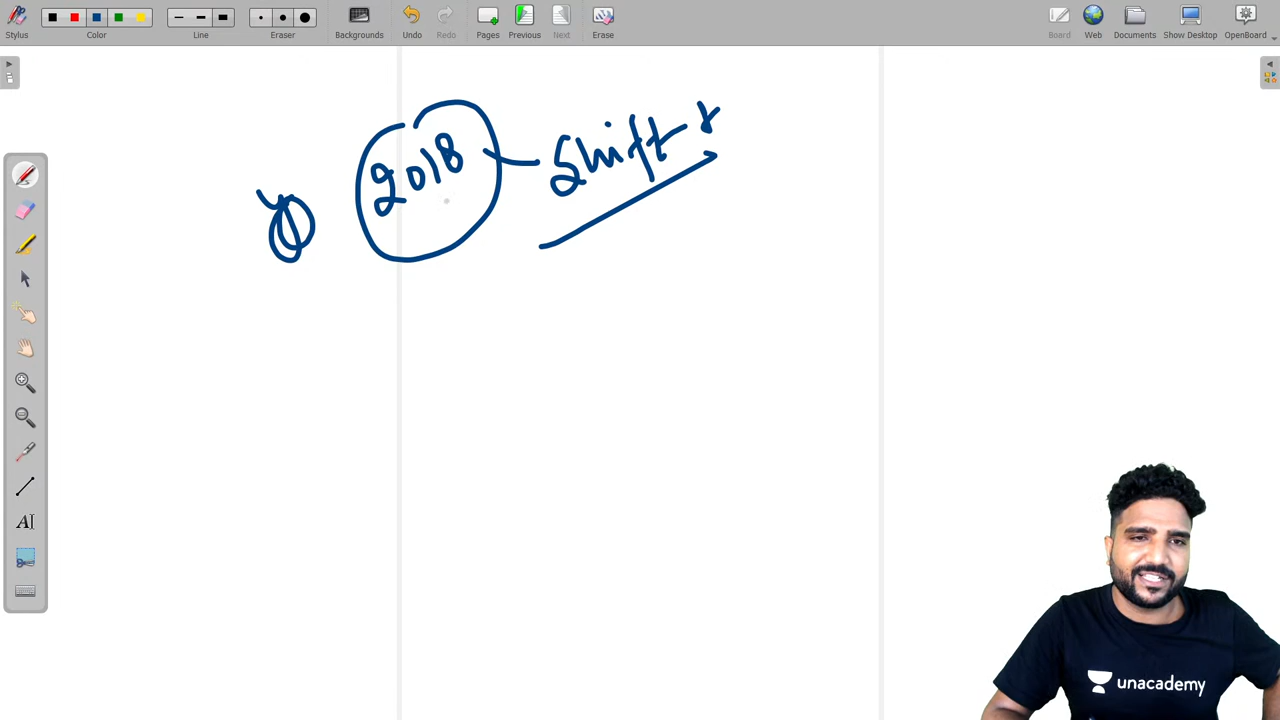 Stylus
Color
Line
Eraser
Backgrounds
Undo
Redo
Pages
Previous
Next
Erase
Board
Web
Documents
Show Desktop
OpenBoard
2018 Shift
AI
unacademy